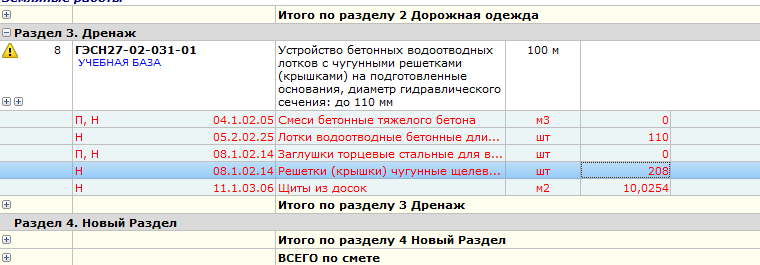 Итого по разделу 2 Дорожная одежда
Раздел 3. Дренаж
8 ГЭСН27-02-031-01 Устройство бетонных водоотводных 100 м
УЧЕБНАЯ БАЗА лотков с чугунными решетками
(крышками) на подготовленные
основания, диаметр гидравлического
сечения: до 110 мм
П, Н 04.1.02.05 Смеси бетонные тяжелого бетона м3 0
Н 05.2.02.25 Лотки водоотводные бетонные дли... шт 110
П, Н 08.1.02.14 Заглушки торцевые стальные для в... шт 0
Н 08.1.02.14 Решетки (крышки) чугунные щелев... шт 208
Н 11.1.03.06 Щиты из досок м2 10,0254
Итого по разделу 3 Дренаж
Раздел 4. Новый Раздел
Итого по разделу 4 Новый Раздел
ВСЕГО по смете